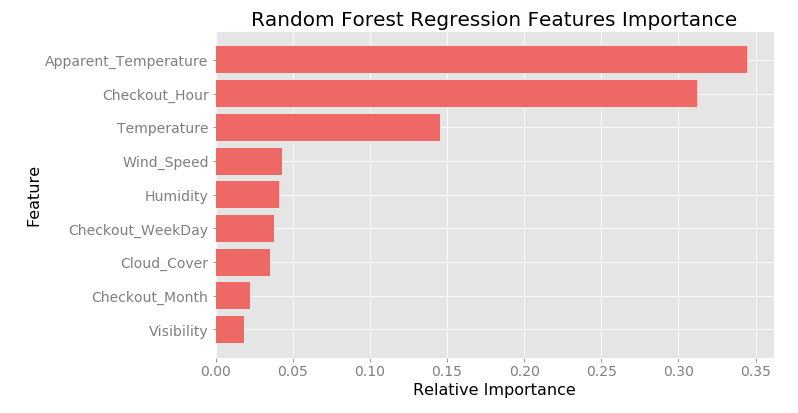 Random Forest Regression Features Importance
Feature
Apparent_Temperature
Checkout_Hour
Temperature
Wind_Speed
Humidity
Checkout_WeekDay
Cloud_Cover
Checkout_Month
Visibility
0.00 0.05 0.10 0.15 0.20 0.25 0.30 0.35
Relative Importance